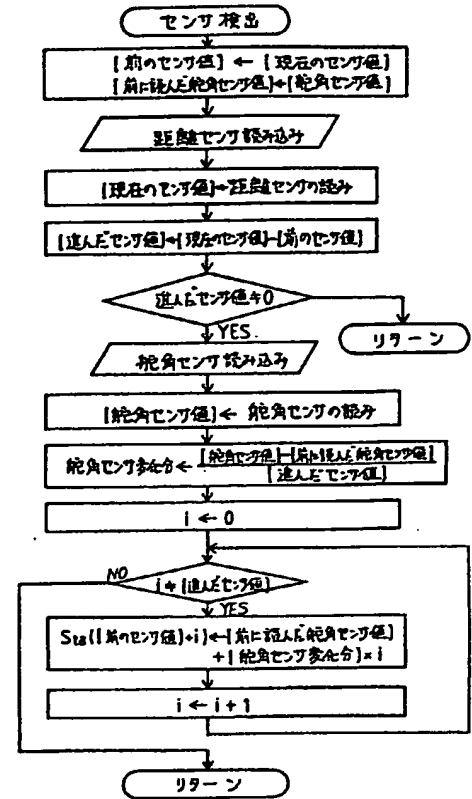 センサ検出
[前のセンサ値] ← [現在のセンサ値]
[前に読んだ舵角センサ値]←[舵角センサ値]
距離センサ読み込み
[現在のセンサ値]←距離センサの読み
[進んだセンサ値]←[現在のセンサ値]−[前のセンサ値]
進んだセンサ値≠0
YES.
リターン
舵角センサ読み込み
[舵角センサ値]← 舵角センサの読み
舵角センサ変化分← [舵角センサ値]−[前に読んだ舵角センサ値]
[進んだセンサ値]
i ← 0
NO
i≠[進んだセンサ値]
YES
Sta([前のセンサ値]+i)←[前に読んだ舵角センサ値]
+[舵角センサ変化分]×i
i ← i + 1
リターン